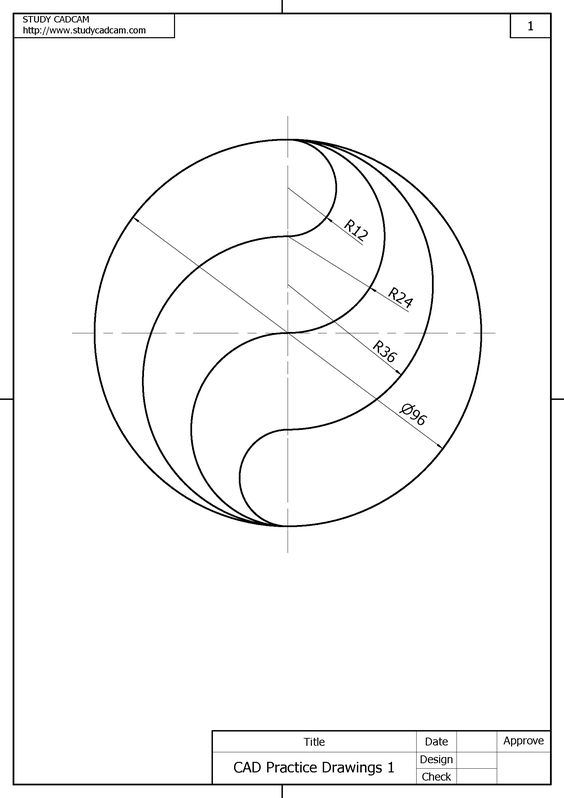 STUDY CADCAM
http://www.studycadcam.com
1
R12
R24
R36
Ø96
Title
Date
Approve
CAD Practice Drawings 1
Design
Check